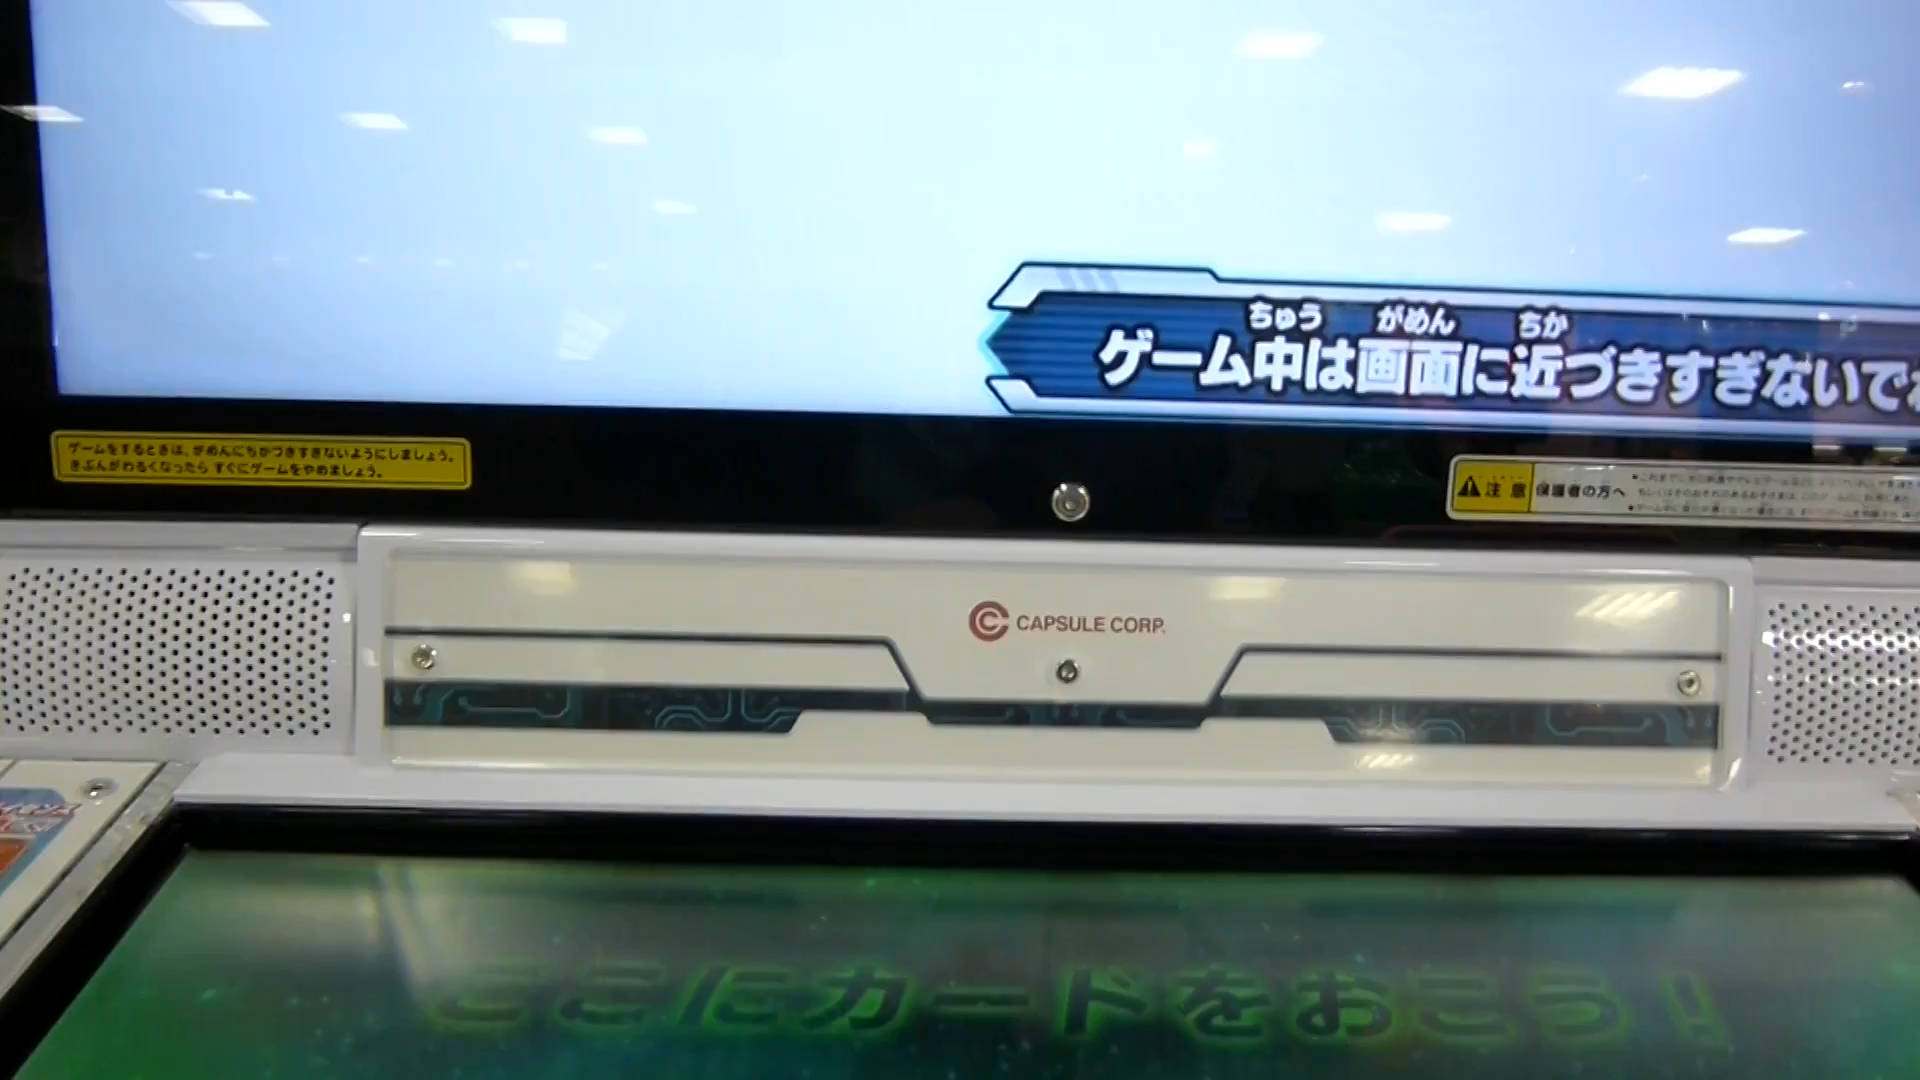 ちゅう がめん ちか
ゲーム中は画面に近づきすぎないでね
ゲームをするときは、がめんにちかづきすぎないようにしましょう。
きぶんがわるくなったら すぐにゲームをやめましょう。
注意 保護者の方へ
CAPSULE CORP.
ここにカードをおこう！